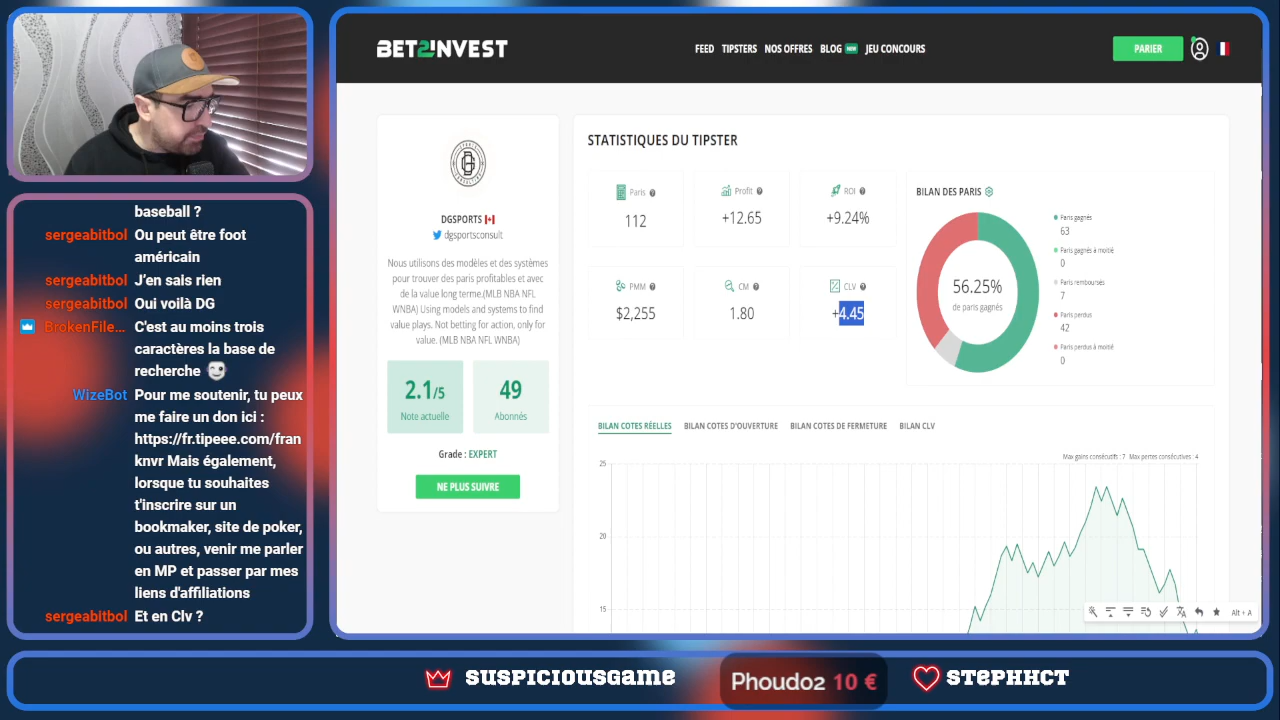 BET2INVEST
FEED TIPSTERS NOS OFFRES BLOG NEW JEU CONCOURS
PARIER
baseball ?
sergeabitbol Ou peut être foot
américain
sergeabitbol J'en sais rien
sergeabitbol Oui voilà DG
BrokenFile... C'est au moins trois
caractères la base de
recherche
WizeBot Pour me soutenir, tu peux
me faire un don ici :
https://fr.tipeee.com/fran
knvr Mais également,
lorsque tu souhaites
t'inscrire sur un
bookmaker, site de poker,
ou autres, venir me parler
en MP et passer par mes
liens d'affiliations
sergeabitbol Et en Clv ?
DGSPORTS
dgsportsconsult
Nous utilisons des modèles et des systèmes
pour trouver des paris profitables et avec
de la value long terme.(MLB NBA NFL
WNBA) Using models and systems to find
value plays. Not betting for action, only for
value. (MLB NBA NFL WNBA)
2.1/5
Note actuelle
49
Abonnés
Grade : EXPERT
NE PLUS SUIVRE
STATISTIQUES DU TIPSTER
Paris ?
112
Profit ?
+12.65
ROI ?
+9.24%
PMM ?
$2,255
CM ?
1.80
CLV ?
+4.45
BILAN DES PARIS
56.25%
de paris gagnés
Paris gagnés
63
Paris gagnés à moitié
0
Paris remboursés
7
Paris perdus
42
Paris perdus à moitié
0
BILAN COTES RÉELLES BILAN COTES D'OUVERTURE BILAN COTES DE FERMETURE BILAN CLV
Max gains consécutifs : 7 Max pertes consécutives : 4
25
20
15
Alt + A
SUSPICIOUSGAME
Phoudo2 10 €
STEPHHCT